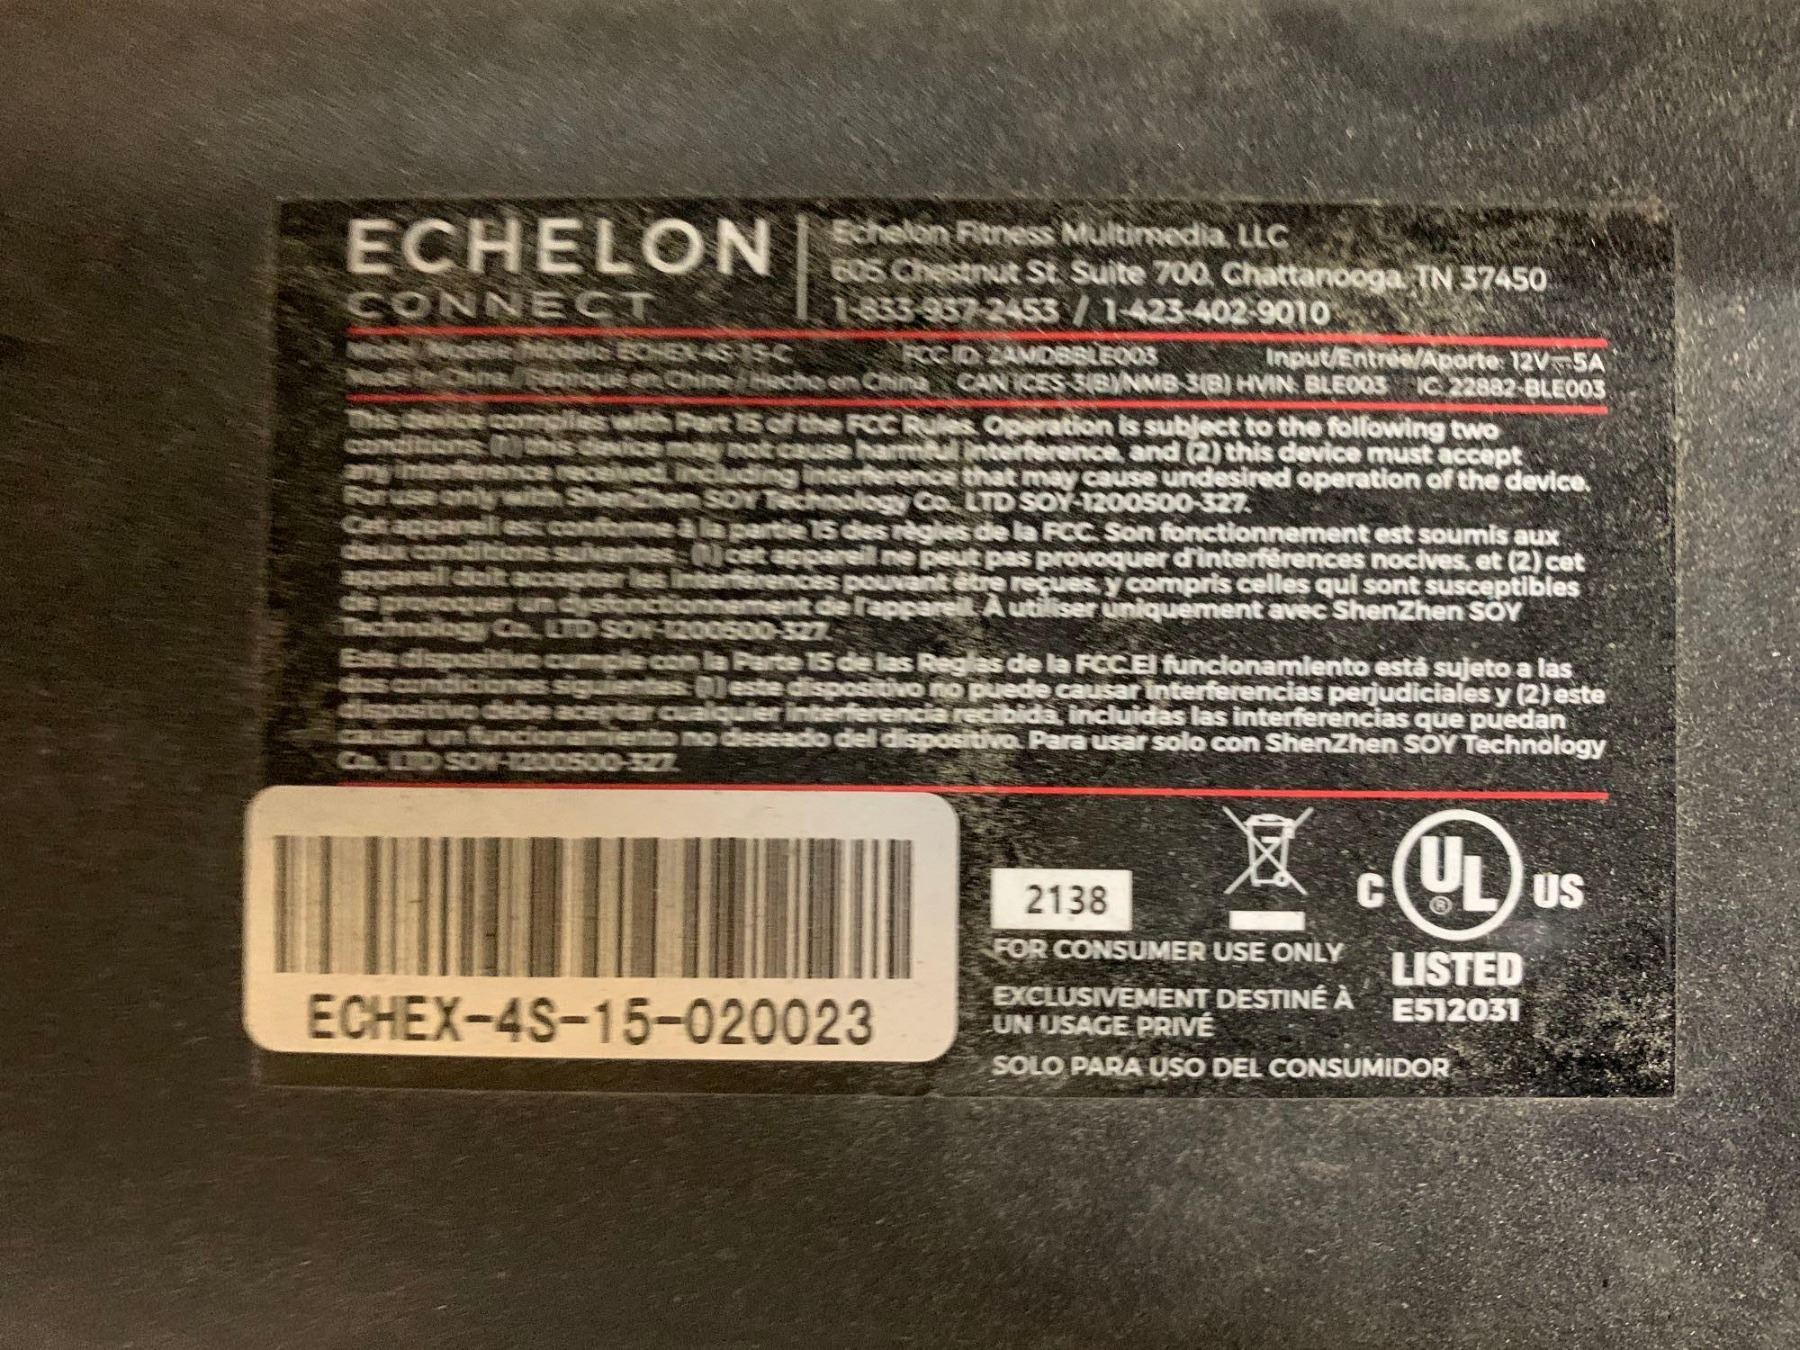 ECHELON
CONNECT
Echelon Fitness Multimedia, LLC
605 Chestnut St. Suite 700, Chattanooga, TN 37450
1-833-937-2453 / 1-423-402-9010
Model / Modèle / Modelo: ECHEX-4S-15-C FCC ID: 2AMD8BLE003 Input/Entrée/Aporte: 12V⎓5A
Made in China / Fabriqué en Chine / Hecho en China CAN ICES-3(B)/NMB-3(B) HVIN: BLE003 IC: 22882-BLE003
This device complies with Part 15 of the FCC Rules. Operation is subject to the following two
conditions: (1) this device may not cause harmful interference, and (2) this device must accept
any interference received, including interference that may cause undesired operation of the device.
For use only with ShenZhen SOY Technology Co., LTD SOY-1200500-327.
Cet appareil est conforme à la partie 15 des règles de la FCC. Son fonctionnement est soumis aux
deux conditions suivantes : (1) cet appareil ne peut pas provoquer d'interférences nocives, et (2) cet
appareil doit accepter les interférences pouvant être reçues, y compris celles qui sont susceptibles
de provoquer un dysfonctionnement de l'appareil. À utiliser uniquement avec ShenZhen SOY
Technology Co., LTD SOY-1200500-327.
Este dispositivo cumple con la Parte 15 de las Reglas de la FCC.El funcionamiento está sujeto a las
dos condiciones siguientes: (1) este dispositivo no puede causar interferencias perjudiciales y (2) este
dispositivo debe aceptar cualquier interferencia recibida, incluidas las interferencias que puedan
causar un funcionamiento no deseado del dispositivo. Para usar solo con ShenZhen SOY Technology
Co., LTD SOY-1200500-327.
ECHEX-4S-15-020023
2138
FOR CONSUMER USE ONLY
EXCLUSIVEMENT DESTINÉ À
UN USAGE PRIVÉ
SOLO PARA USO DEL CONSUMIDOR
C UL ® US
LISTED
E512031